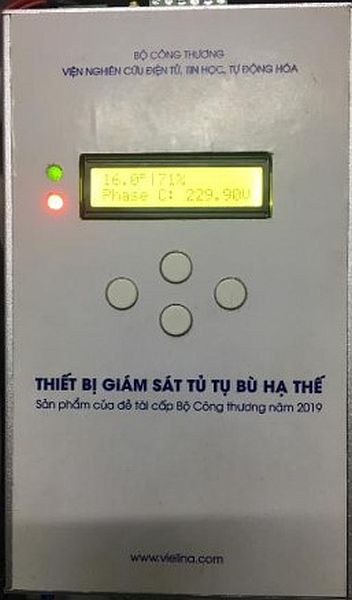 BỘ CÔNG THƯƠNG
VIỆN NGHIÊN CỨU ĐIỆN TỬ, TIN HỌC, TỰ ĐỘNG HÓA
16.0°|71%
Phase C: 229.90V
THIẾT BỊ GIÁM SÁT TỦ TỤ BÙ HẠ THẾ
Sản phẩm của đề tài cấp Bộ Công thương năm 2019
www.vielina.com